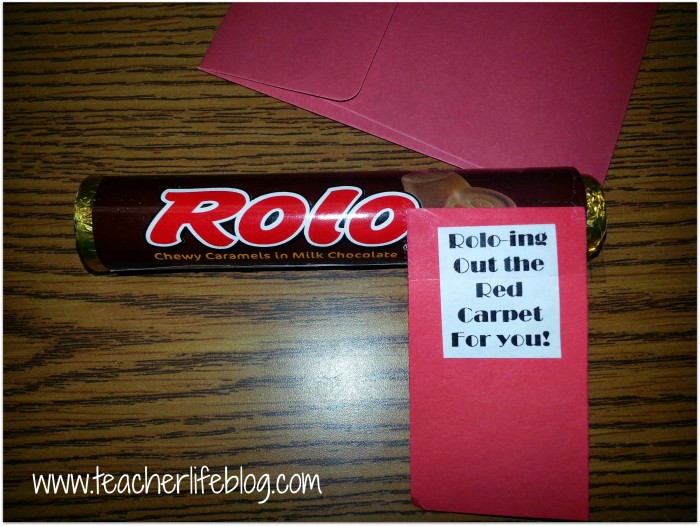 Rolo
Chewy Caramels in Milk Chocolate
Rolo-ing
Out the
Red
Carpet
For you!
www.teacherlifeblog.com